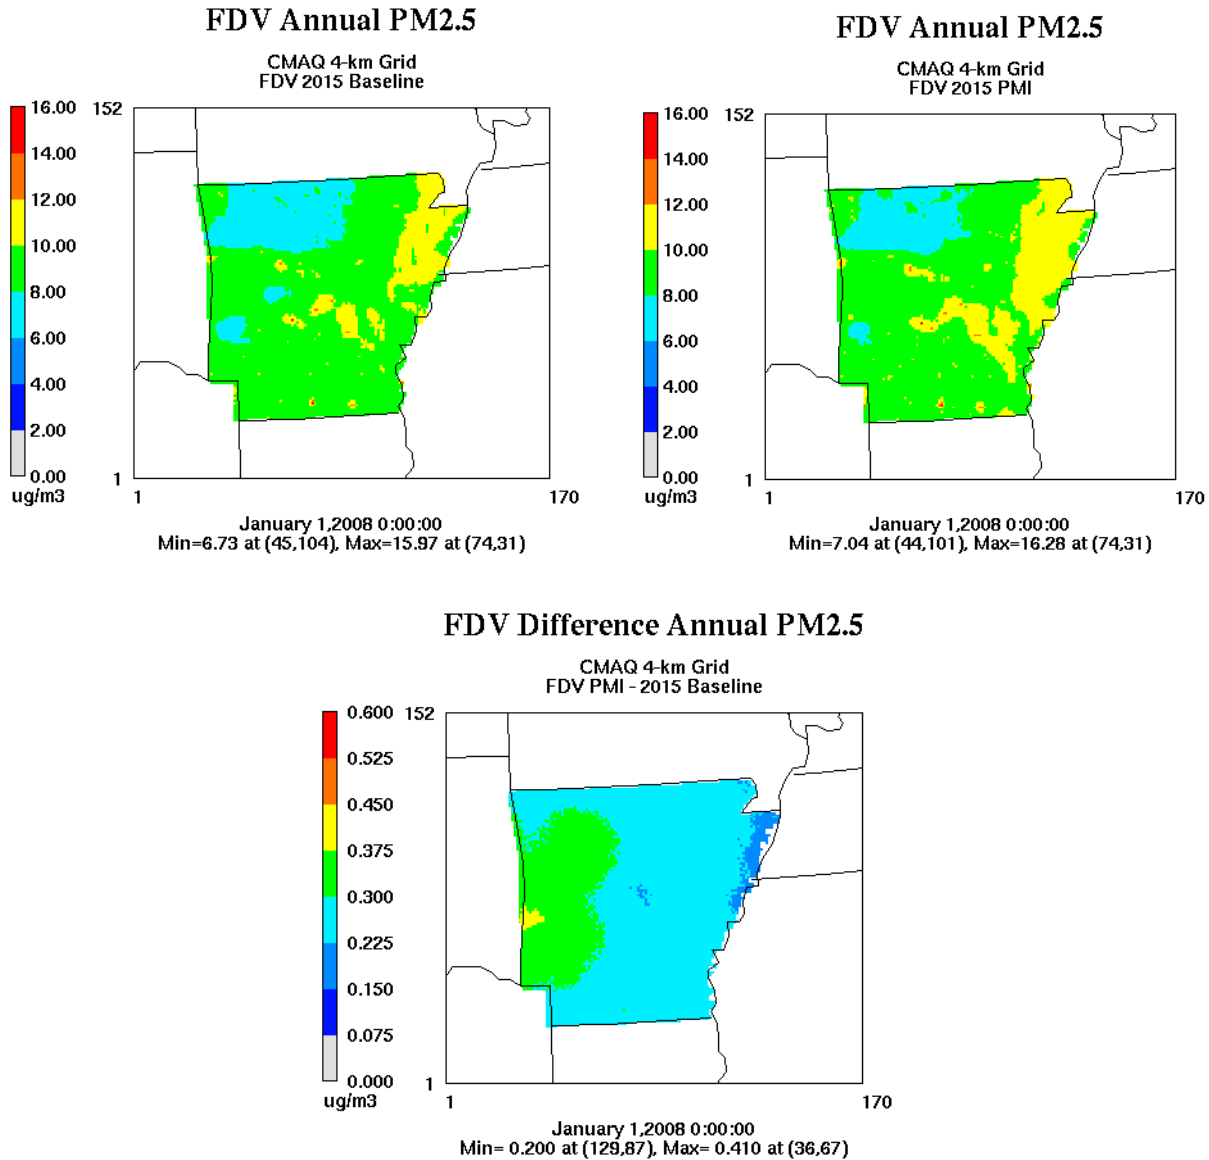 FDV Annual PM2.5
CMAQ 4-km Grid
FDV 2015 Baseline
16.00
14.00
12.00
10.00
8.00
6.00
4.00
2.00
0.00
ug/m3
152
1
1
170
January 1,2008 0:00:00
Min=6.73 at (45,104), Max=15.97 at (74,31)
FDV Annual PM2.5
CMAQ 4-km Grid
FDV 2015 PMI
16.00
14.00
12.00
10.00
8.00
6.00
4.00
2.00
0.00
ug/m3
152
1
1
170
January 1,2008 0:00:00
Min=7.04 at (44,101), Max=16.28 at (74,31)
FDV Difference Annual PM2.5
CMAQ 4-km Grid
FDV PMI - 2015 Baseline
0.600
0.525
0.450
0.375
0.300
0.225
0.150
0.075
0.000
ug/m3
152
1
1
170
January 1,2008 0:00:00
Min= 0.200 at (129,87), Max= 0.410 at (36,67)